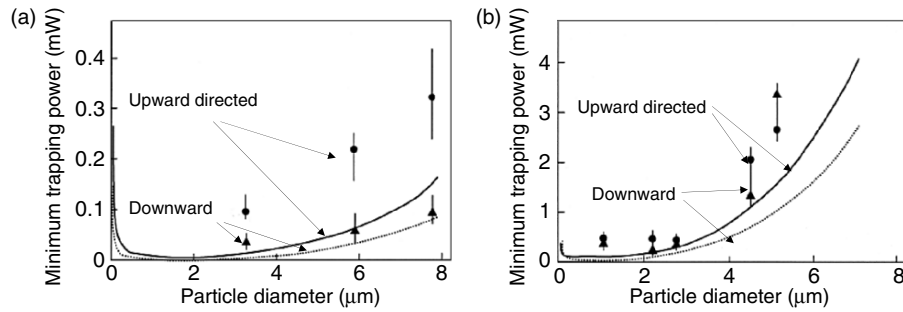 (a)
Minimum trapping power (mW)
0.4
0.3
0.2
0.1
0
Upward directed
Downward
0
2
4
6
8
Particle diameter (μm)
(b)
Minimum trapping power (mW)
4
3
2
1
0
Upward directed
Downward
0
2
4
6
8
Particle diameter (μm)